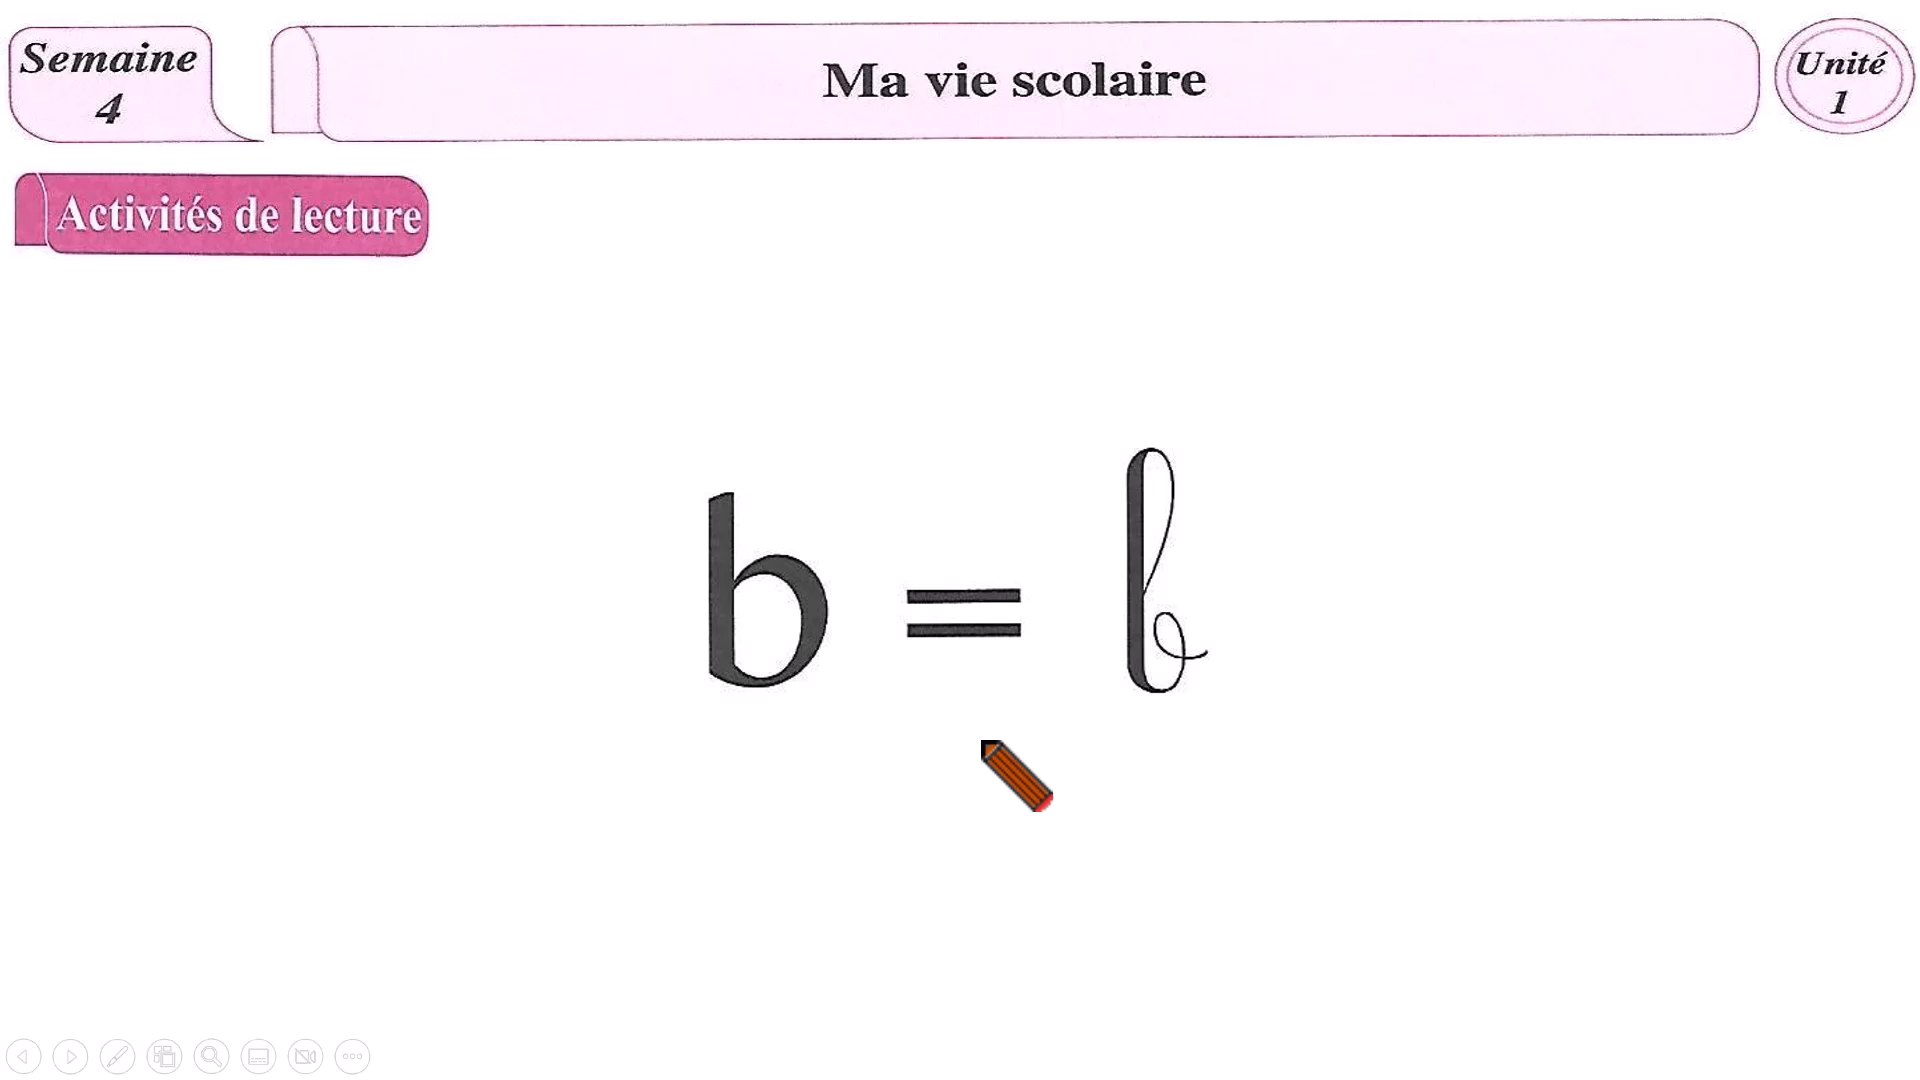 Semaine
4
Ma vie scolaire
Unité
1
Activités de lecture
b = b